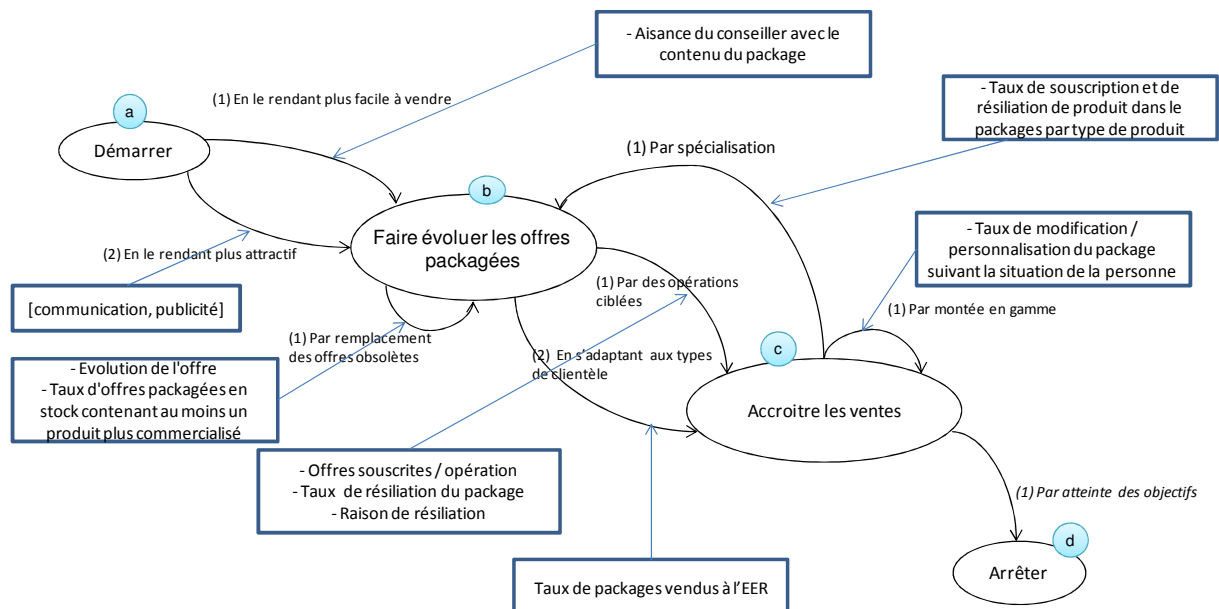 - Aisance du conseiller avec le
contenu du package
(1) En le rendant plus facile à vendre
- Taux de souscription et de
résiliation de produit dans le
packages par type de produit
a
Démarrer
(1) Par spécialisation
b
Faire évoluer les offres
packagées
(2) En le rendant plus attractif
- Taux de modification /
personnalisation du package
suivant la situation de la personne
[communication, publicité]
(1) Par des opérations
ciblées
(1) Par montée en gamme
(1) Par remplacement
des offres obsolètes
(2) En s'adaptant aux types
de clientèle
c
Accroitre les ventes
- Evolution de l'offre
- Taux d'offres packagées en
stock contenant au moins un
produit plus commercialisé
- Offres souscrites / opération
- Taux de résiliation du package
- Raison de résiliation
(1) Par atteinte des objectifs
d
Arrêter
Taux de packages vendus à l'EER